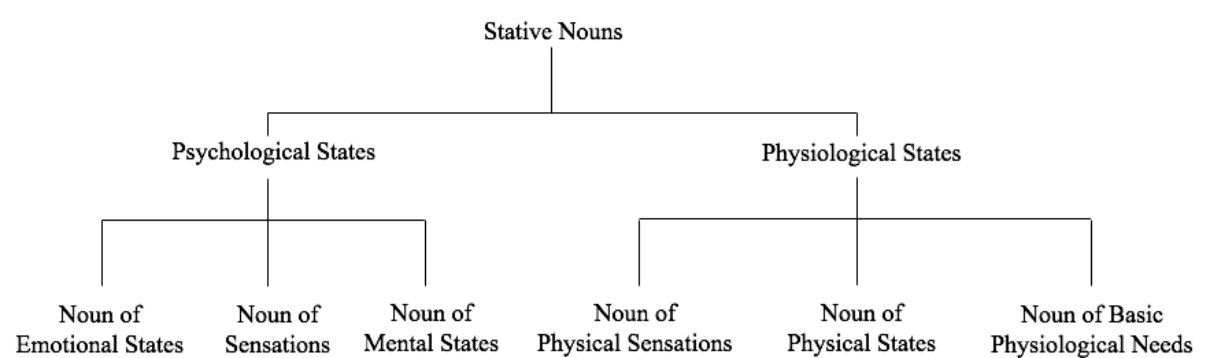 Stative Nouns
Psychological States
Physiological States
Noun of
Emotional States
Noun of
Sensations
Noun of
Mental States
Noun of
Physical Sensations
Noun of
Physical States
Noun of Basic
Physiological Needs